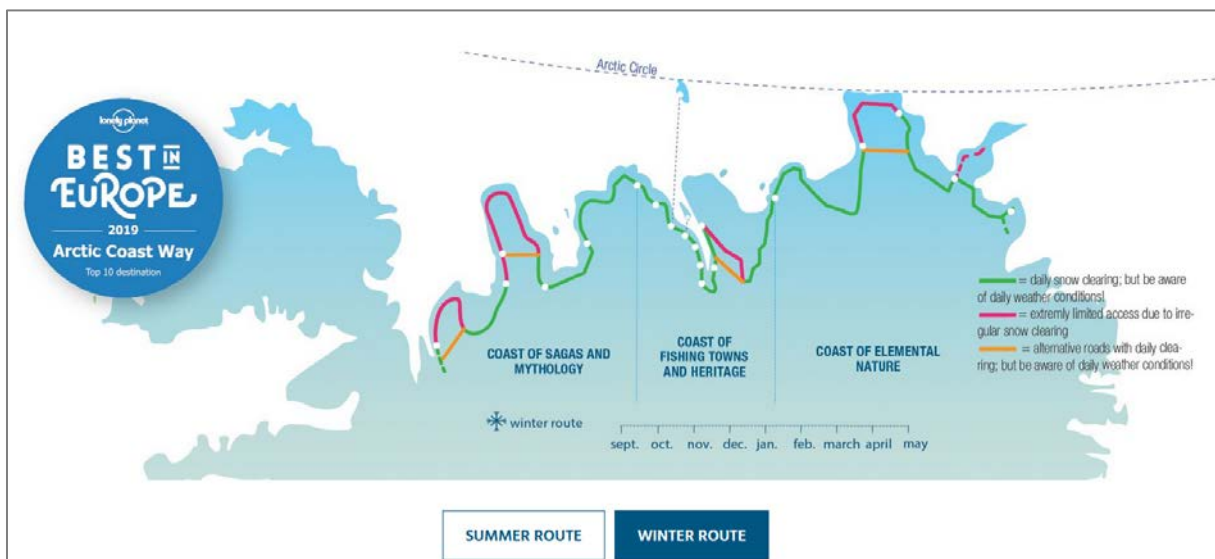 Arctic Circle
lonely planet
BEST IN
EUROPE
2019
Arctic Coast Way
Top 10 destination
= daily snow clearing; but be aware
of daily weather conditions!
= extremly limited access due to irre-
gular snow clearing
= alternative roads with daily clea-
ring; but be aware of daily weather conditions!
COAST OF SAGAS AND
MYTHOLOGY
COAST OF
FISHING TOWNS
AND HERITAGE
COAST OF ELEMENTAL
NATURE
winter route
sept. oct. nov. dec. jan. feb. march april may
SUMMER ROUTE
WINTER ROUTE